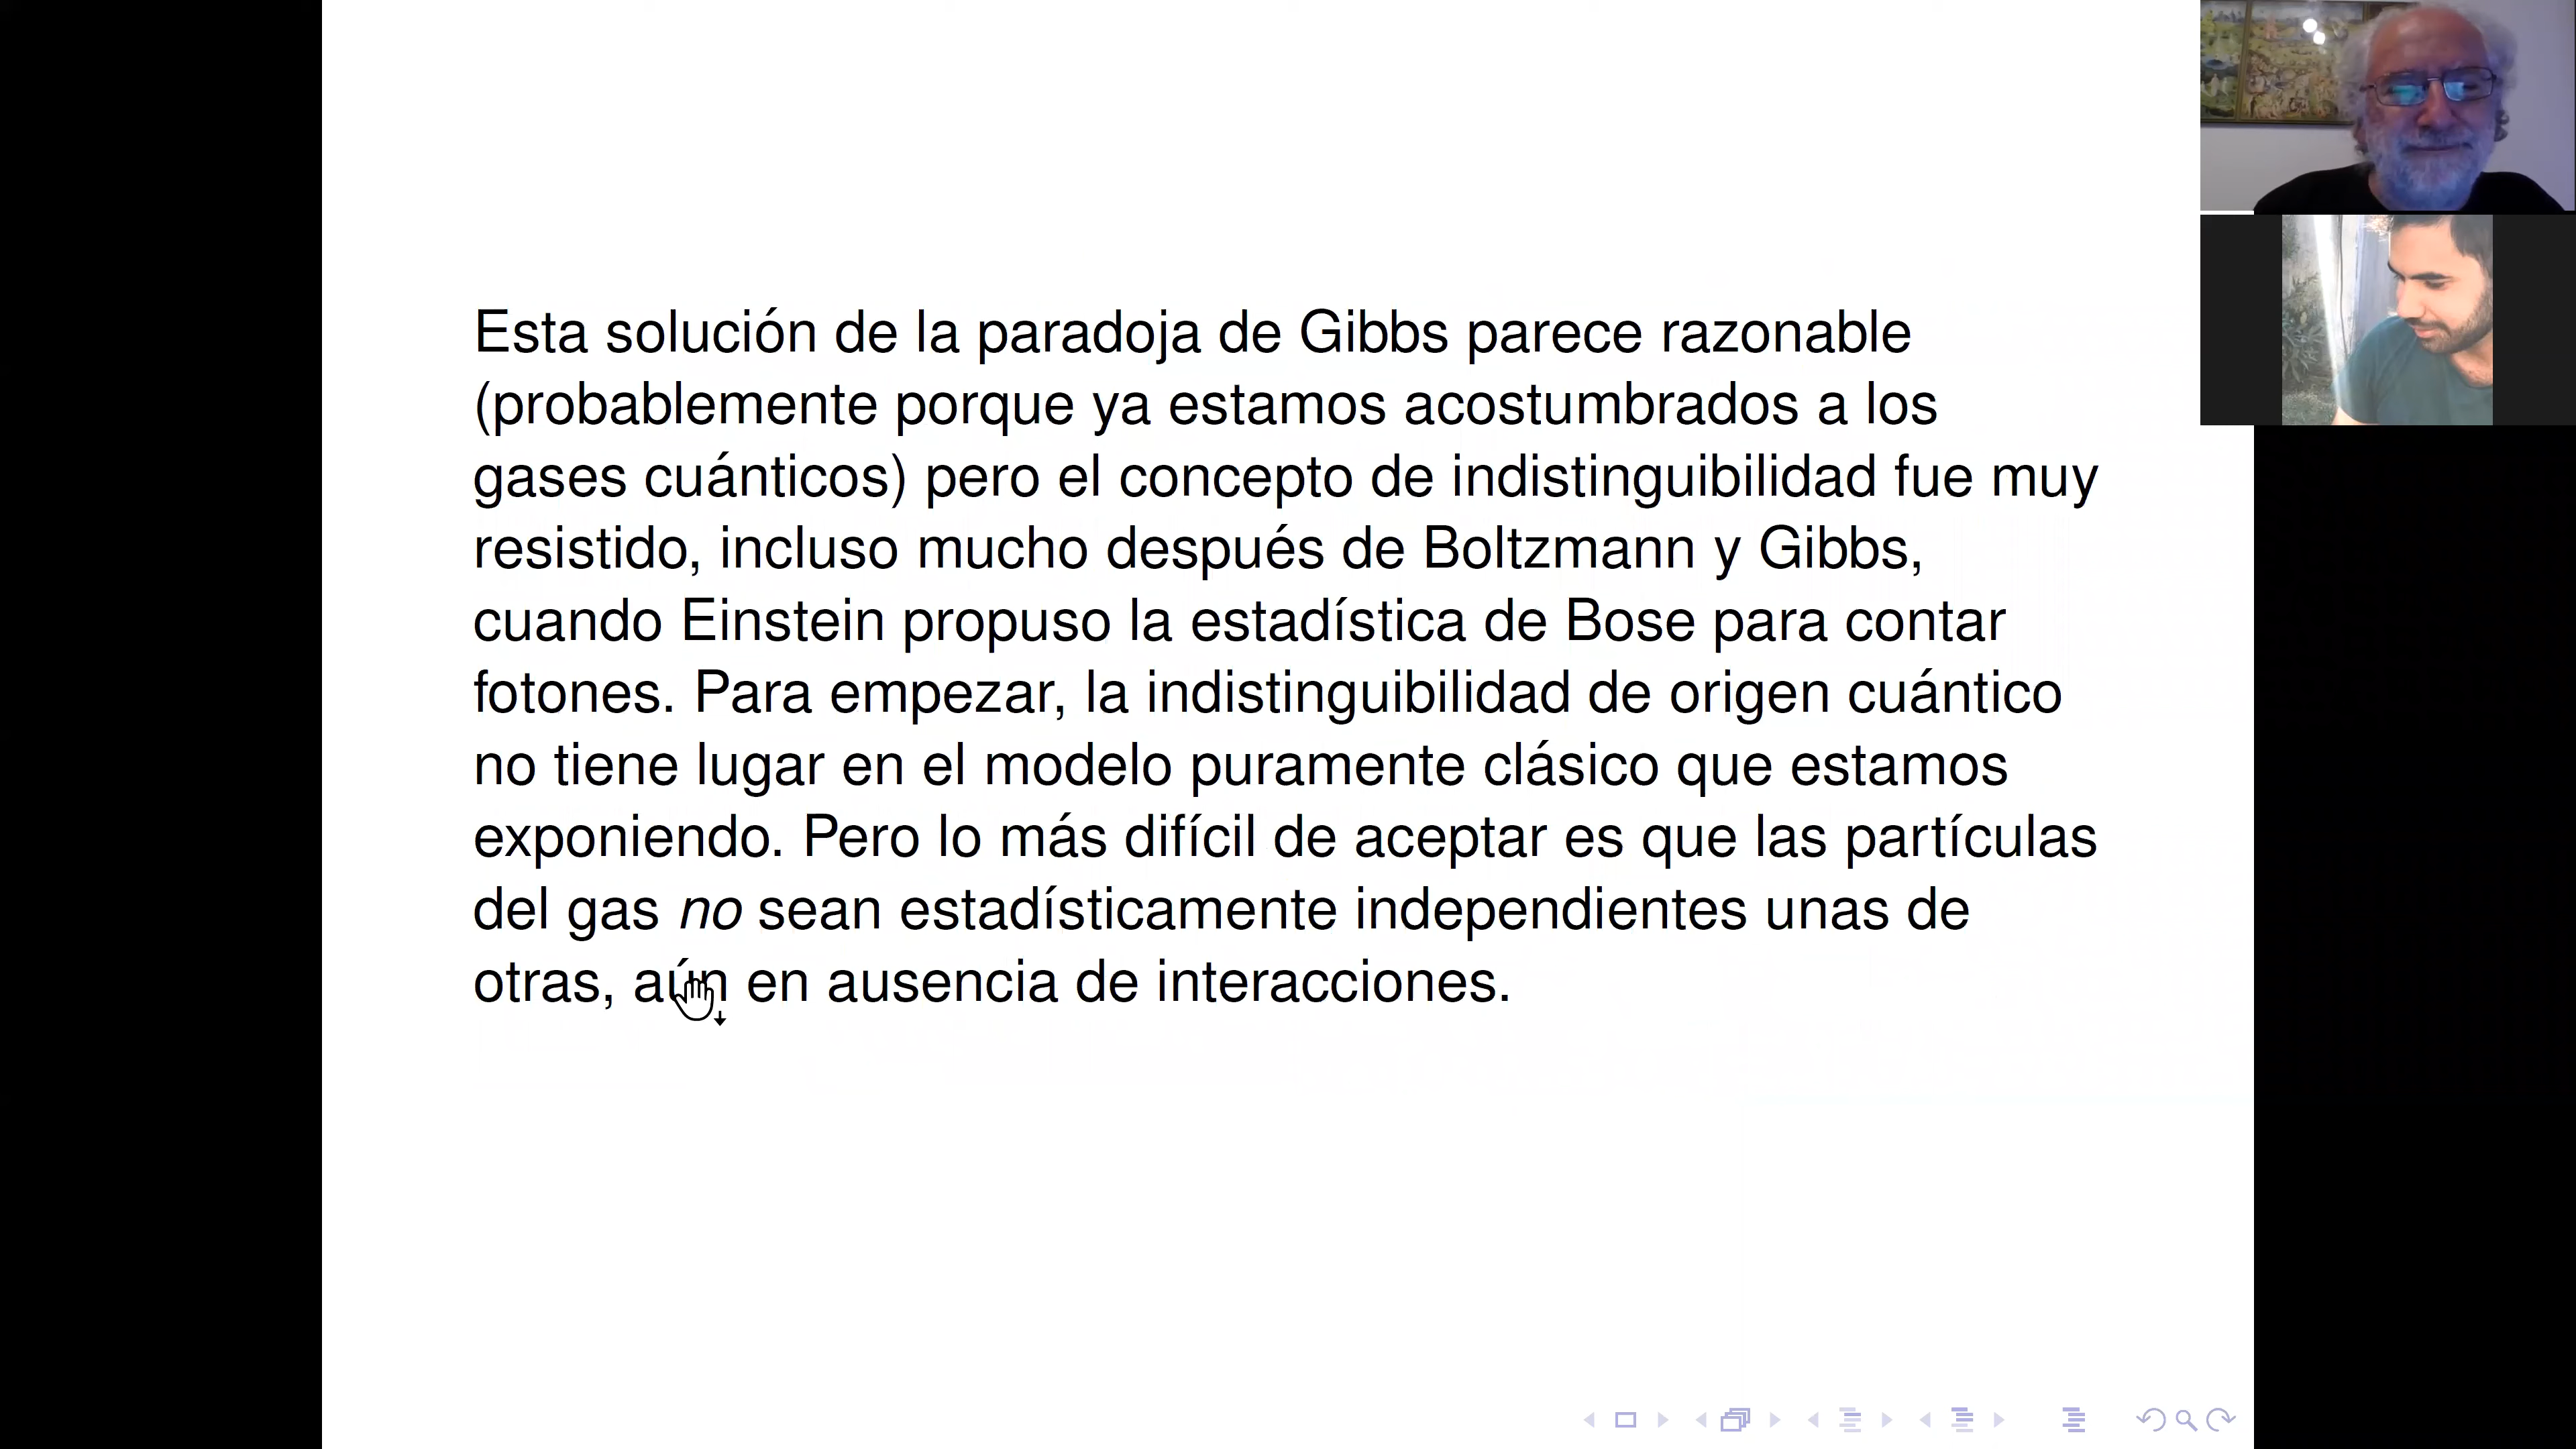 Esta solución de la paradoja de Gibbs parece razonable
(probablemente porque ya estamos acostumbrados a los
gases cuánticos) pero el concepto de indistinguibilidad fue muy
resistido, incluso mucho después de Boltzmann y Gibbs,
cuando Einstein propuso la estadística de Bose para contar
fotones. Para empezar, la indistinguibilidad de origen cuántico
no tiene lugar en el modelo puramente clásico que estamos
exponiendo. Pero lo más difícil de aceptar es que las partículas
del gas no sean estadísticamente independientes unas de
otras, aún en ausencia de interacciones.